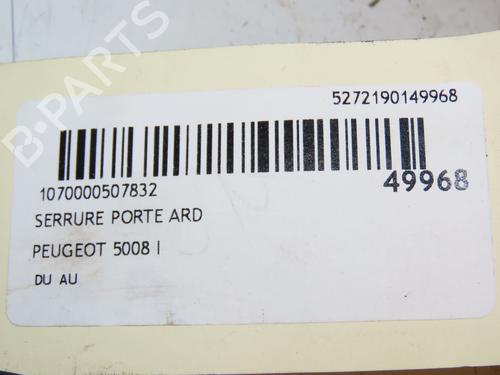 B-PARTS
5272190149968
1070000507832
49968
SERRURE PORTE ARD
PEUGEOT 5008 I
DU AU